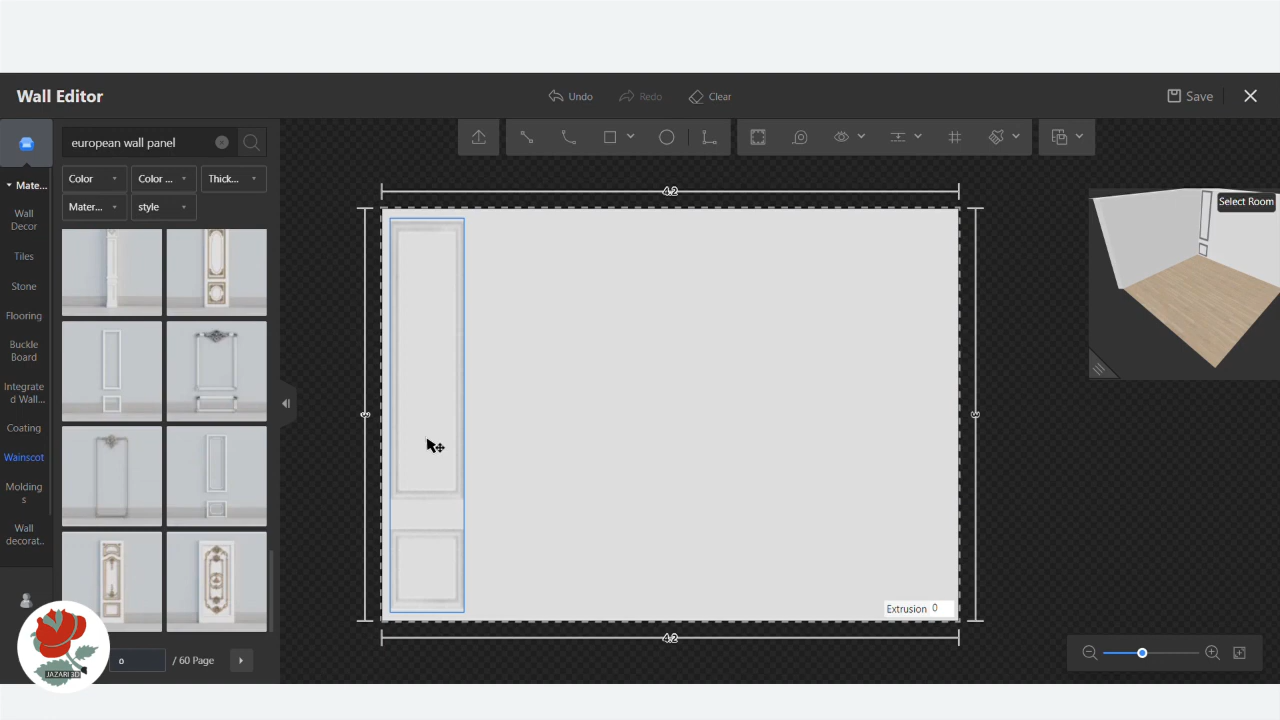 Wall Editor
Undo
Redo
Clear
Save
european wall panel
Color
Color ...
Thick...
Mater...
style
Mate...
Wall
Decor
Tiles
Stone
Flooring
Buckle
Board
Integrate
d Wall...
Coating
Wainscot
Molding
s
Wall
decorat..
4.2
3
3
4.2
Extrusion 0
Select Room
/ 60 Page
JAZARI 3D